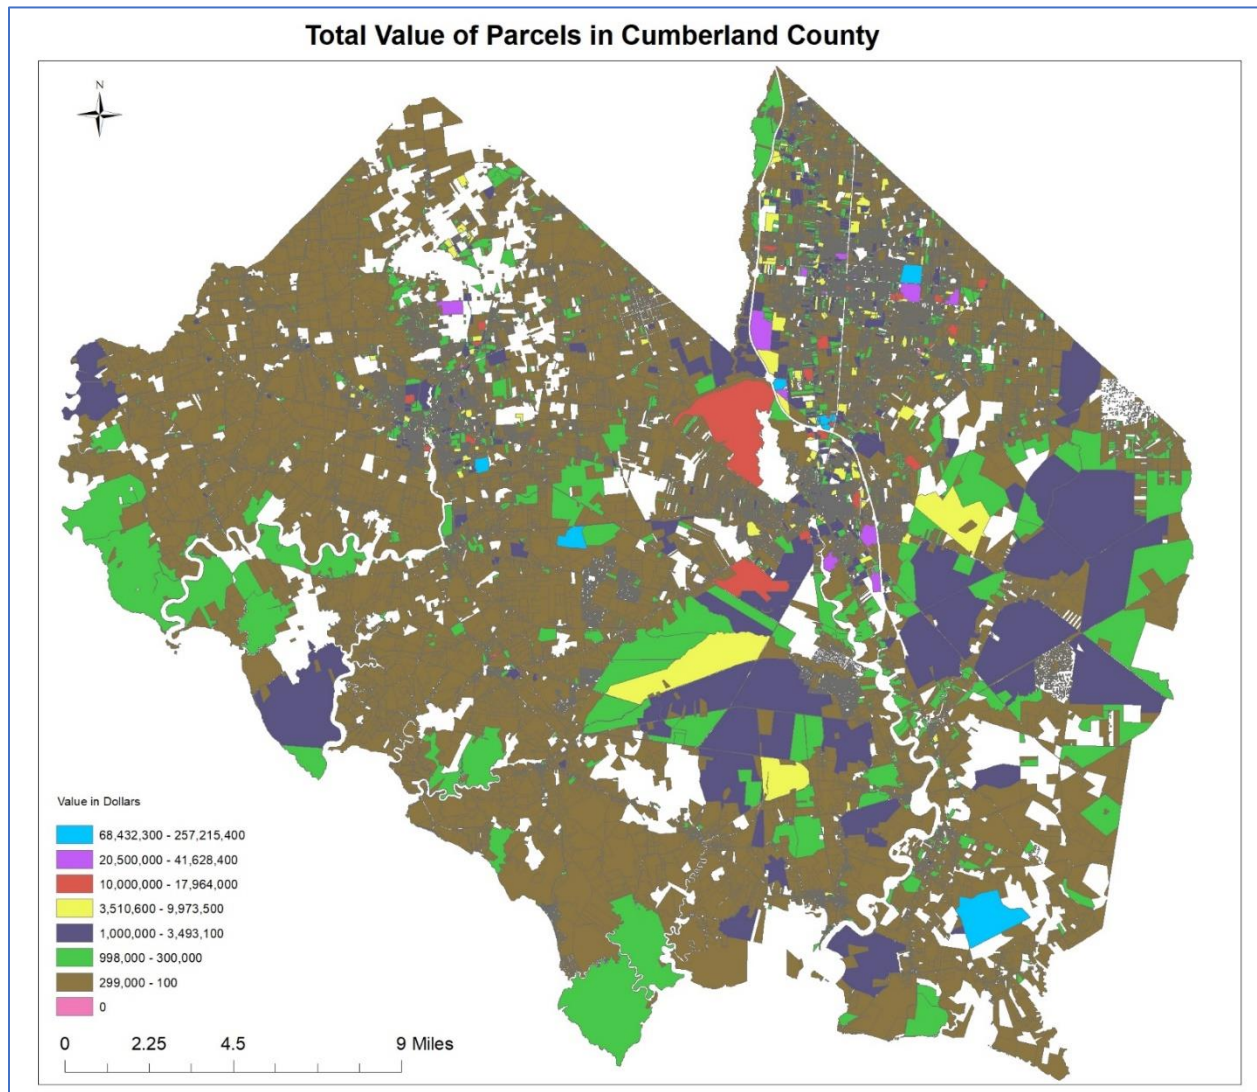 Total Value of Parcels in Cumberland County
N
Value in Dollars
68,432,300 - 257,215,400
20,500,000 - 41,628,400
10,000,000 - 17,964,000
3,510,600 - 9,973,500
1,000,000 - 3,493,100
998,000 - 300,000
299,000 - 100
0
0 2.25 4.5 9 Miles